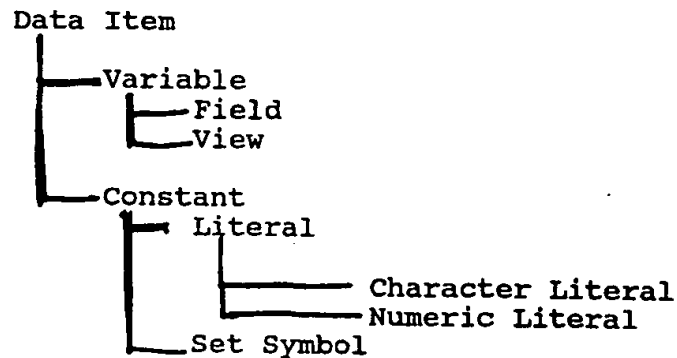 Data Item
Variable
Field
View
Constant
Literal
Character Literal
Numeric Literal
Set Symbol